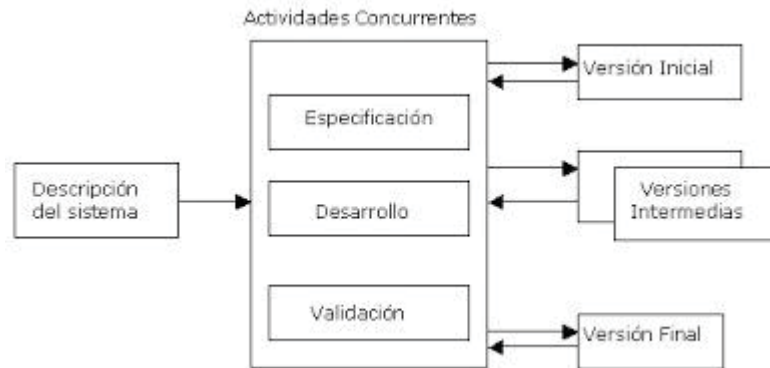 Actividades Concurrentes
Versión Inicial
Especificación
Descripción
del sistema
Desarrollo
Versiones
Intermedias
Validación
Versión Final